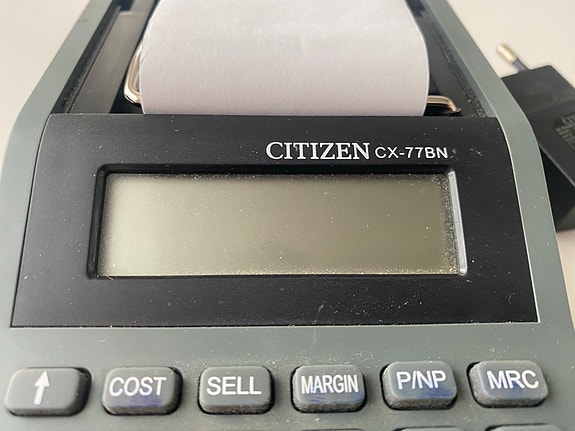 CITIZEN CX-77BN
↑ COST SELL MARGIN P/NP MRC